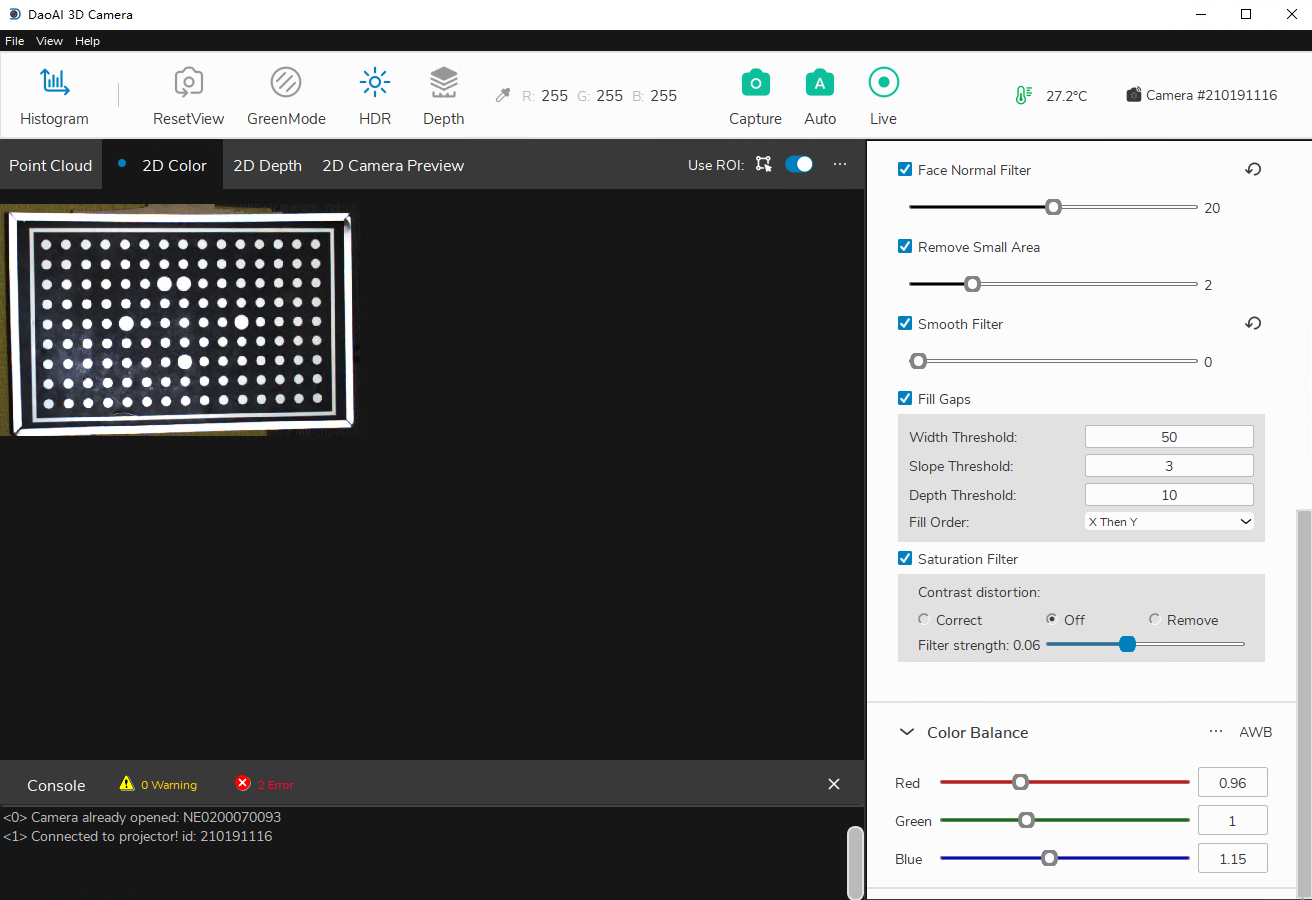 DaoAI 3D Camera
File View Help
Histogram ResetView GreenMode HDR Depth R: 255 G: 255 B: 255 Capture Auto Live 27.2°C Camera #210191116
Point Cloud 2D Color 2D Depth 2D Camera Preview Use ROI: ...
Face Normal Filter
20
Remove Small Area
2
Smooth Filter
0
Fill Gaps
Width Threshold: 50
Slope Threshold: 3
Depth Threshold: 10
Fill Order: X Then Y
Saturation Filter
Contrast distortion:
Correct Off Remove
Filter strength: 0.06
Color Balance ... AWB
Red 0.96
Green 1
Blue 1.15
Console 0 Warning 2 Error
<0> Camera already opened: NE0200070093
<1> Connected to projector! id: 210191116